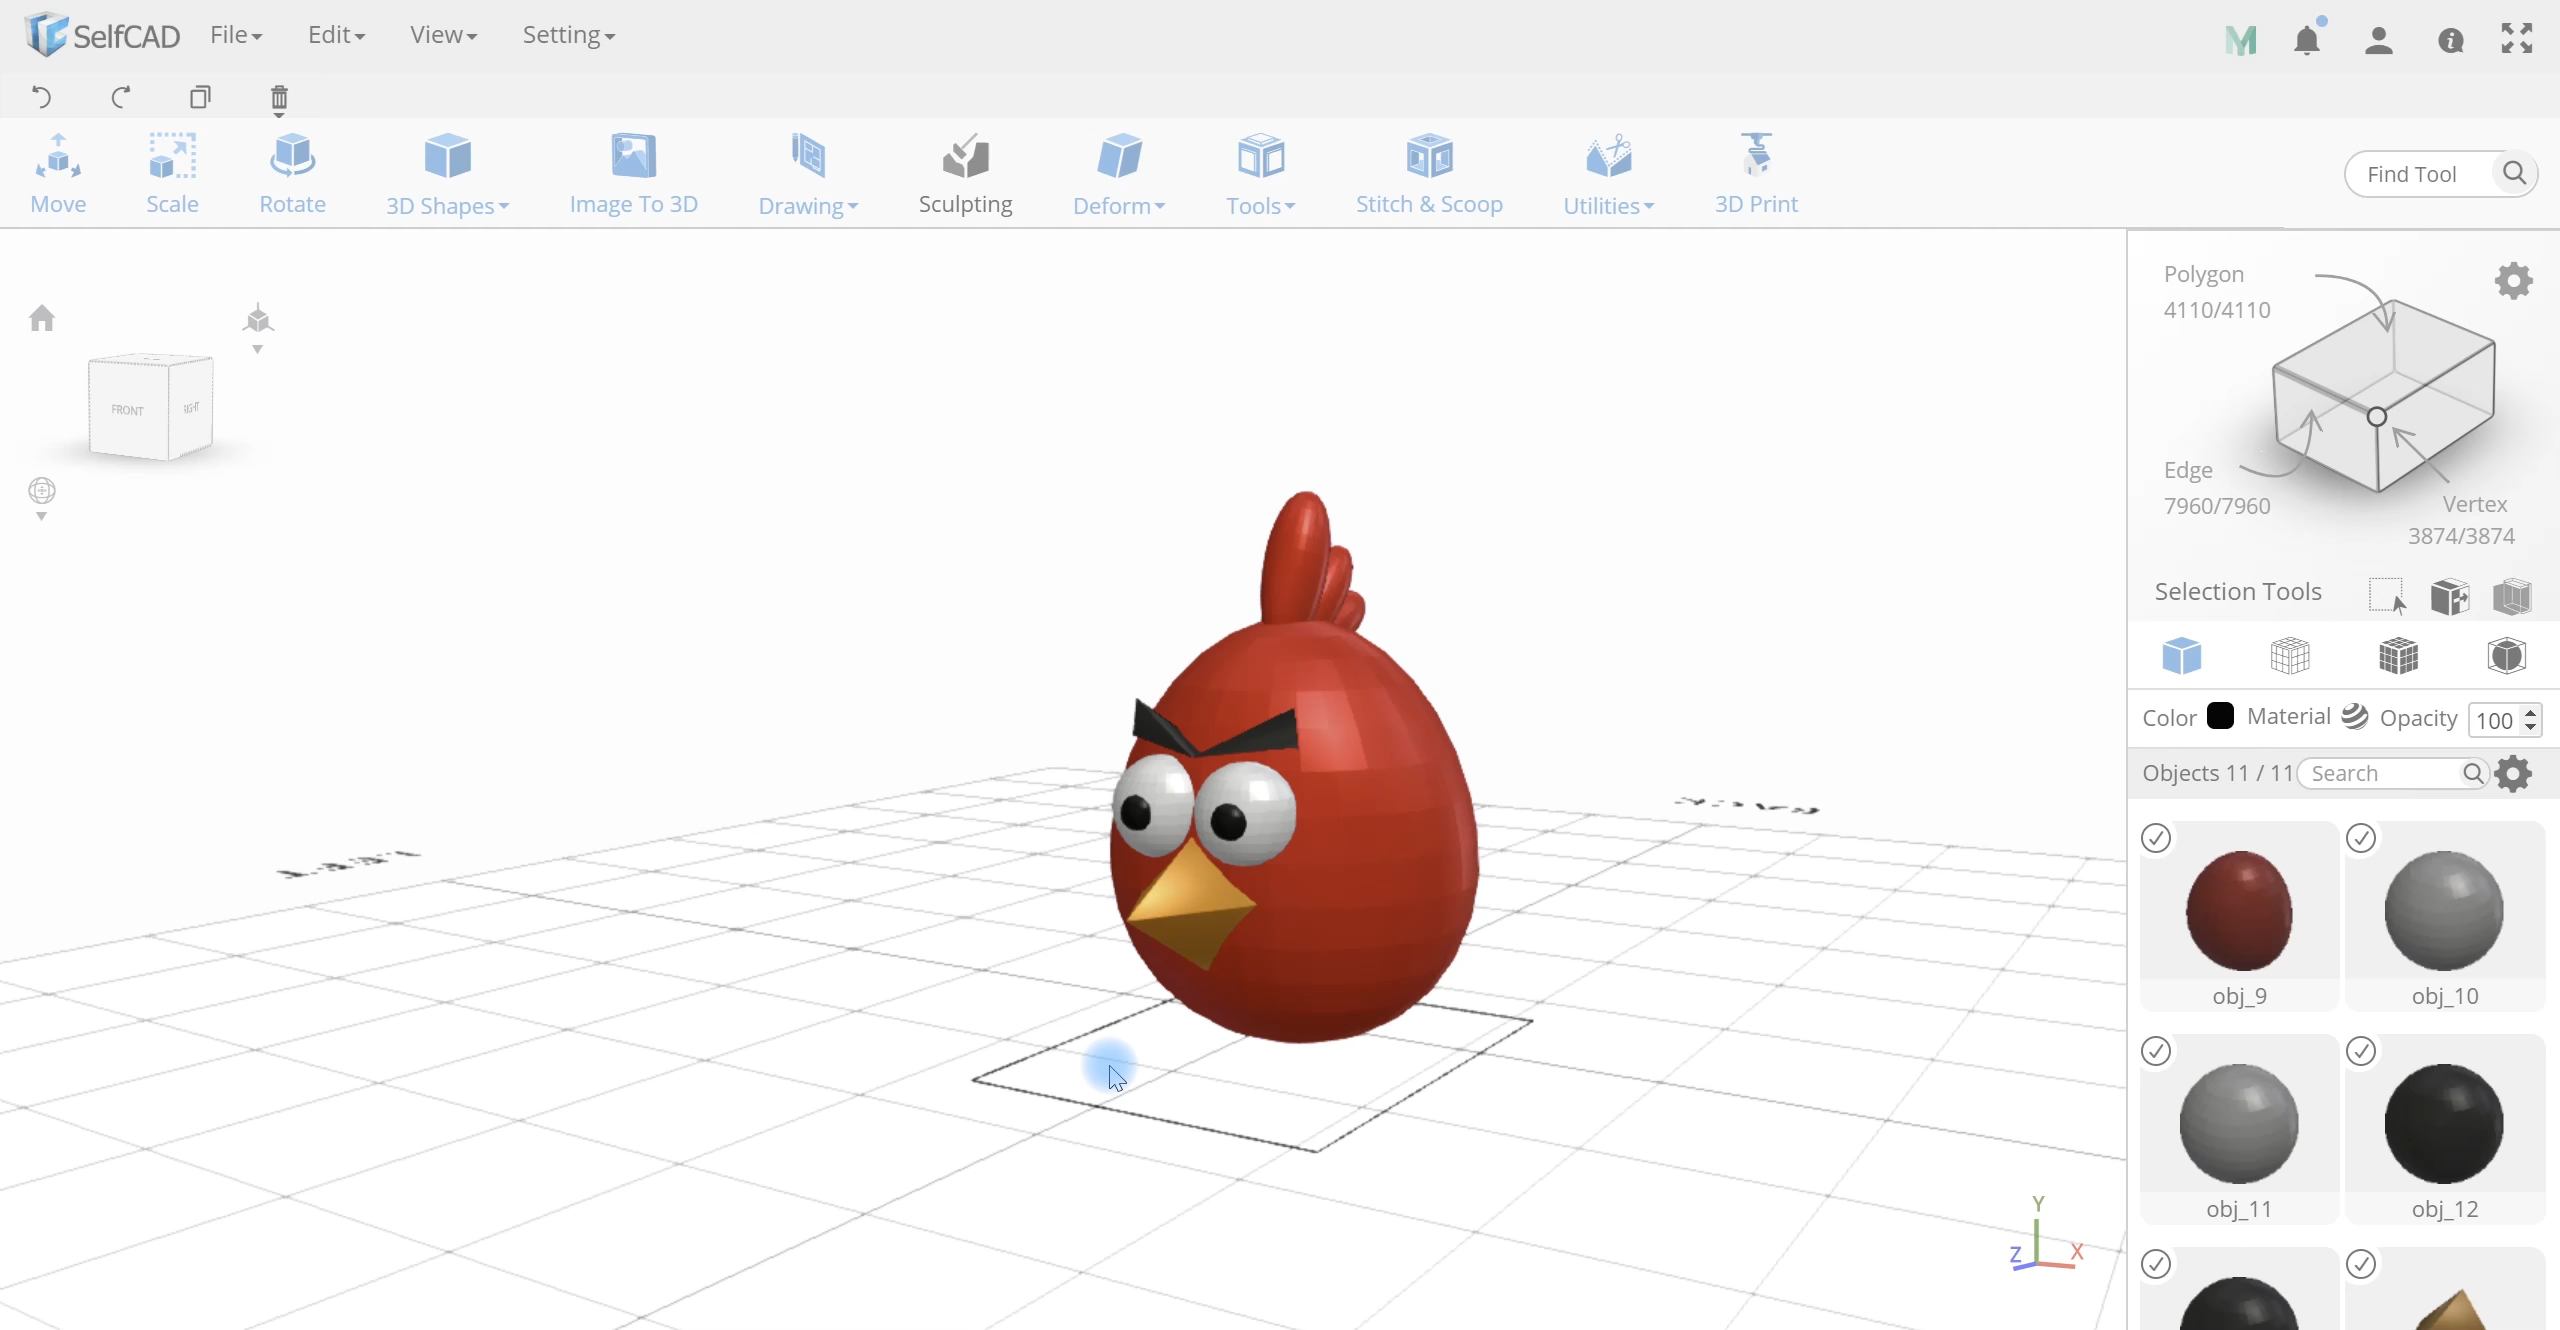 SelfCAD File Edit View Setting
Move Scale Rotate 3D Shapes Image To 3D Drawing Sculpting Deform Tools Stitch & Scoop Utilities 3D Print
Find Tool
FRONT RIGHT
Polygon
4110/4110
Edge
7960/7960
Vertex
3874/3874
Selection Tools
Color Material Opacity 100
Objects 11 / 11 Search
obj_9 obj_10
obj_11 obj_12
Y
Z X